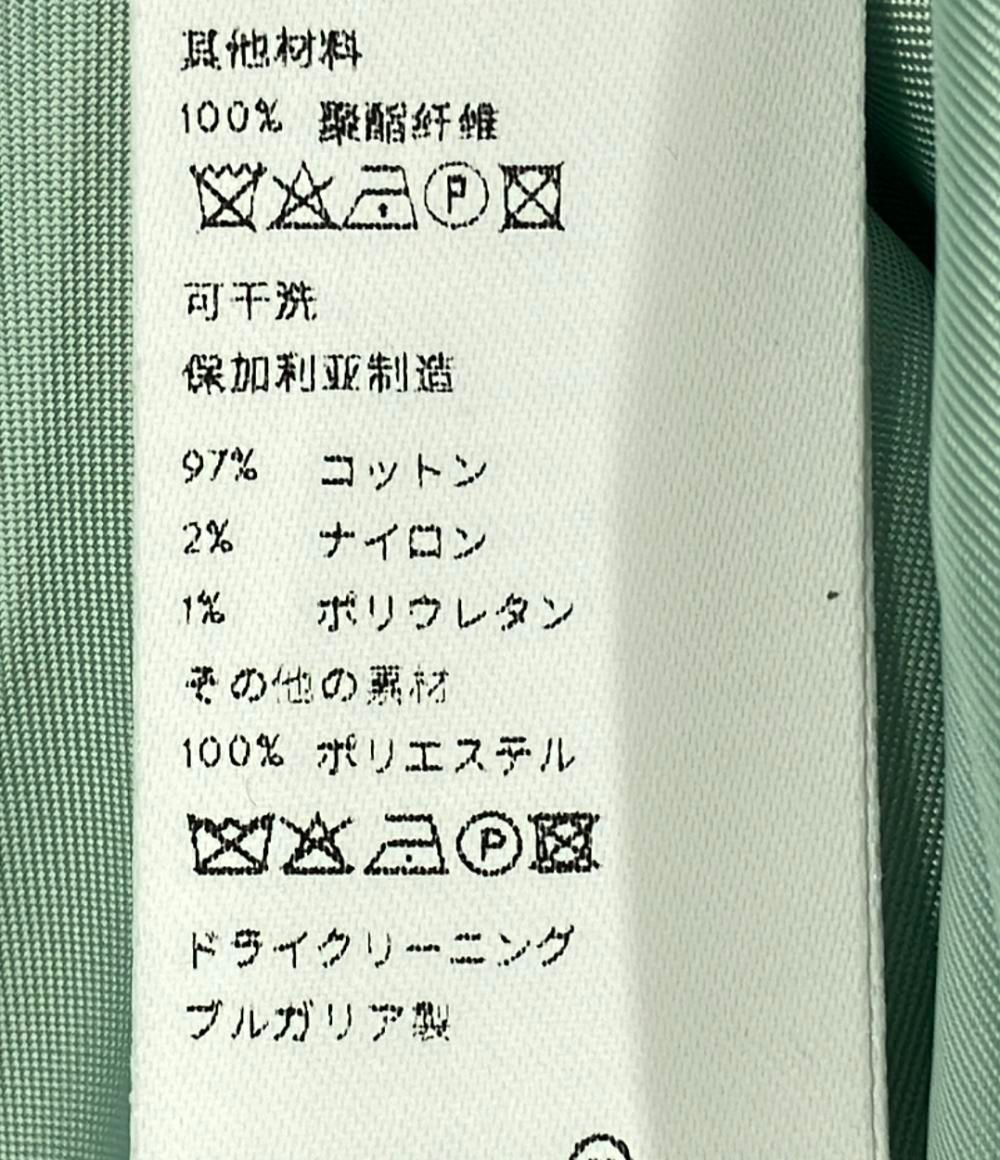 其他材料
100% 聚酯纤维
P
可干洗
保加利亚制造
97% コットン
2% ナイロン
1% ポリウレタン
その他の素材
100% ポリエステル
P
ドライクリーニング
ブルガリア製